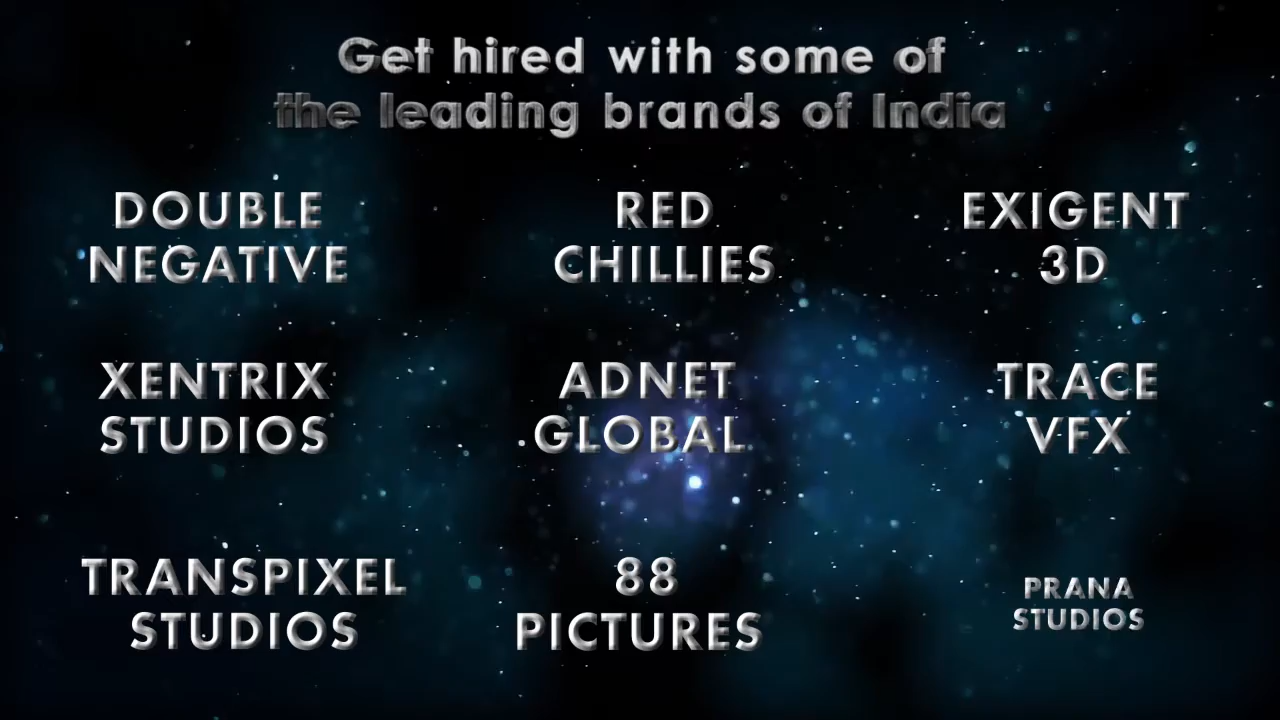 Get hired with some of
the leading brands of India
DOUBLE
NEGATIVE
RED
CHILLIES
EXIGENT
3D
XENTRIX
STUDIOS
ADNET
GLOBAL
TRACE
VFX
TRANSPIXEL
STUDIOS
88
PICTURES
PRANA
STUDIOS